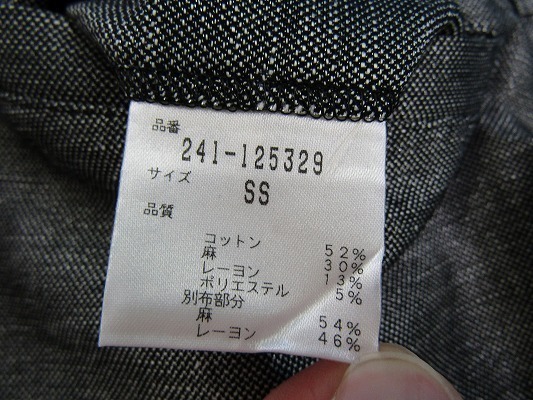 品番
241-125329
サイズ
SS
品質
コットン 52%
麻 30%
レーヨン 13%
ポリエステル 5%
別布部分
麻 54%
レーヨン 46%